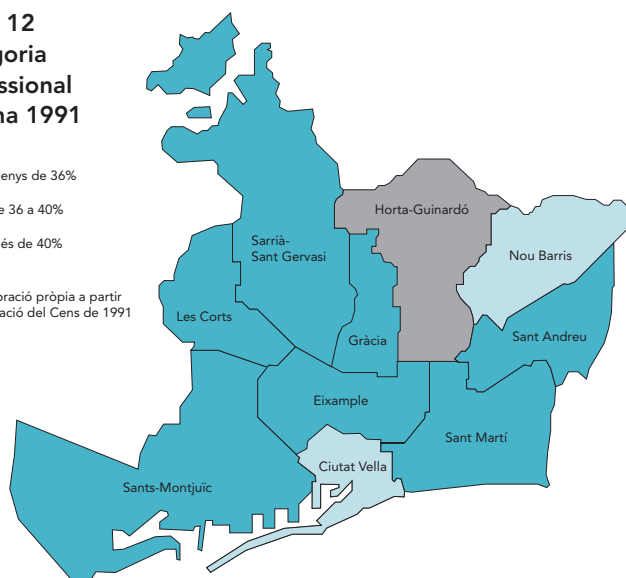 12
goria
ssional
na 1991
enys de 36%
e 36 a 40%
és de 40%
oració pròpia a partir
ació del Cens de 1991
Horta-Guinardó
Nou Barris
Sarrià-
Sant Gervasi
Les Corts
Gràcia
Sant Andreu
Eixample
Sant Martí
Ciutat Vella
Sants-Montjuïc